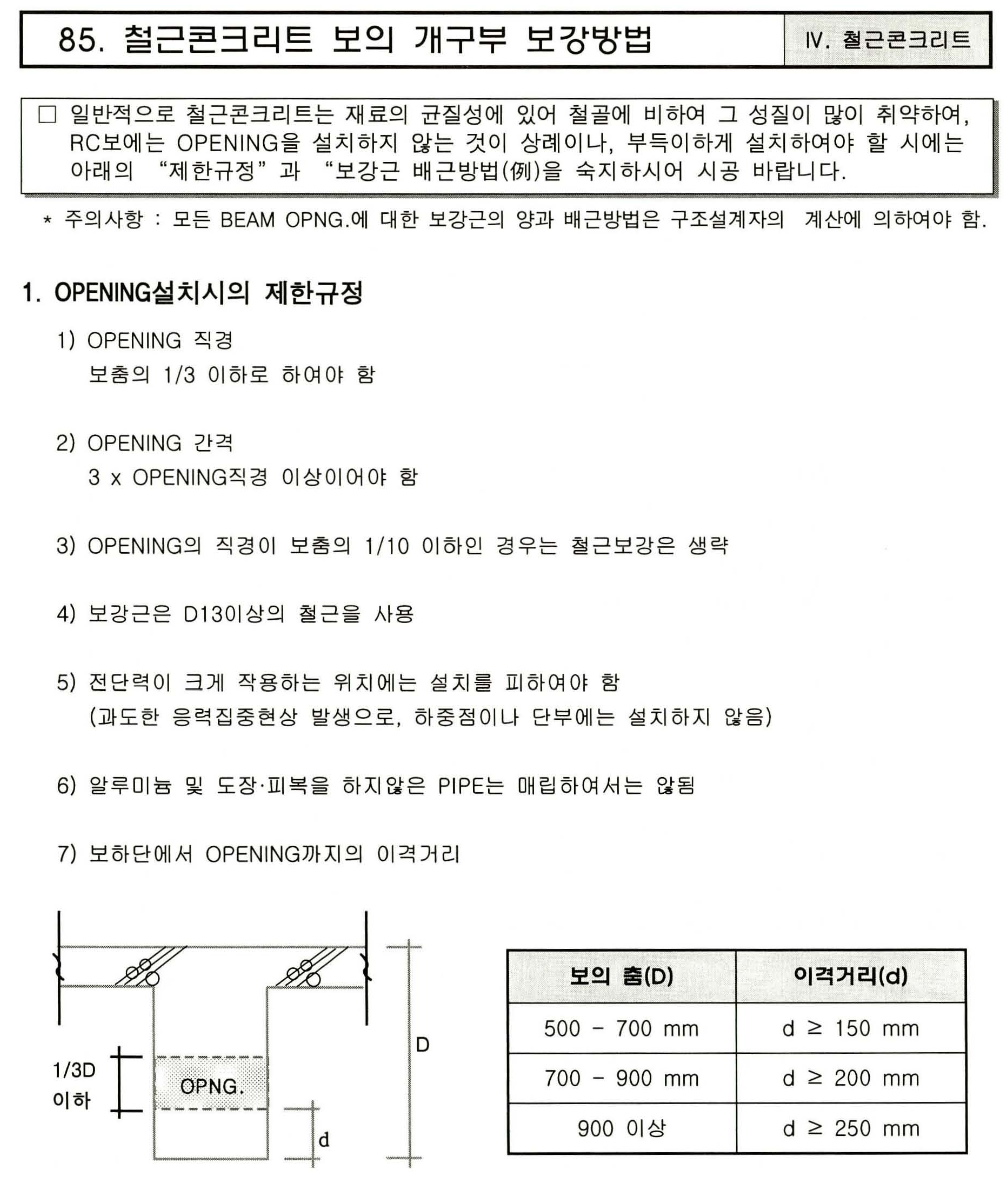 85. 철근콘크리트 보의 개구부 보강방법
Ⅳ. 철근콘크리트
□ 일반적으로 철근콘크리트는 재료의 균질성에 있어 철골에 비하여 그 성질이 많이 취약하여,
RC보에는 OPENING을 설치하지 않는 것이 상례이나, 부득이하게 설치하여야 할 시에는
아래의 “제한규정”과 “보강근 배근방법(例)을 숙지하시어 시공 바랍니다.
* 주의사항 : 모든 BEAM OPNG.에 대한 보강근의 양과 배근방법은 구조설계자의 계산에 의하여야 함.
1. OPENING설치시의 제한규정
1) OPENING 직경
보춤의 1/3 이하로 하여야 함
2) OPENING 간격
3 x OPENING직경 이상이어야 함
3) OPENING의 직경이 보춤의 1/10 이하인 경우는 철근보강은 생략
4) 보강근은 D13이상의 철근을 사용
5) 전단력이 크게 작용하는 위치에는 설치를 피하여야 함
(과도한 응력집중현상 발생으로, 하중점이나 단부에는 설치하지 않음)
6) 알루미늄 및 도장·피복을 하지않은 PIPE는 매립하여서는 않됨
7) 보하단에서 OPENING까지의 이격거리
1/3D
이하
OPNG.
D
d
보의 춤(D) 이격거리(d)
500 - 700 mm d ≥ 150 mm
700 - 900 mm d ≥ 200 mm
900 이상 d ≥ 250 mm